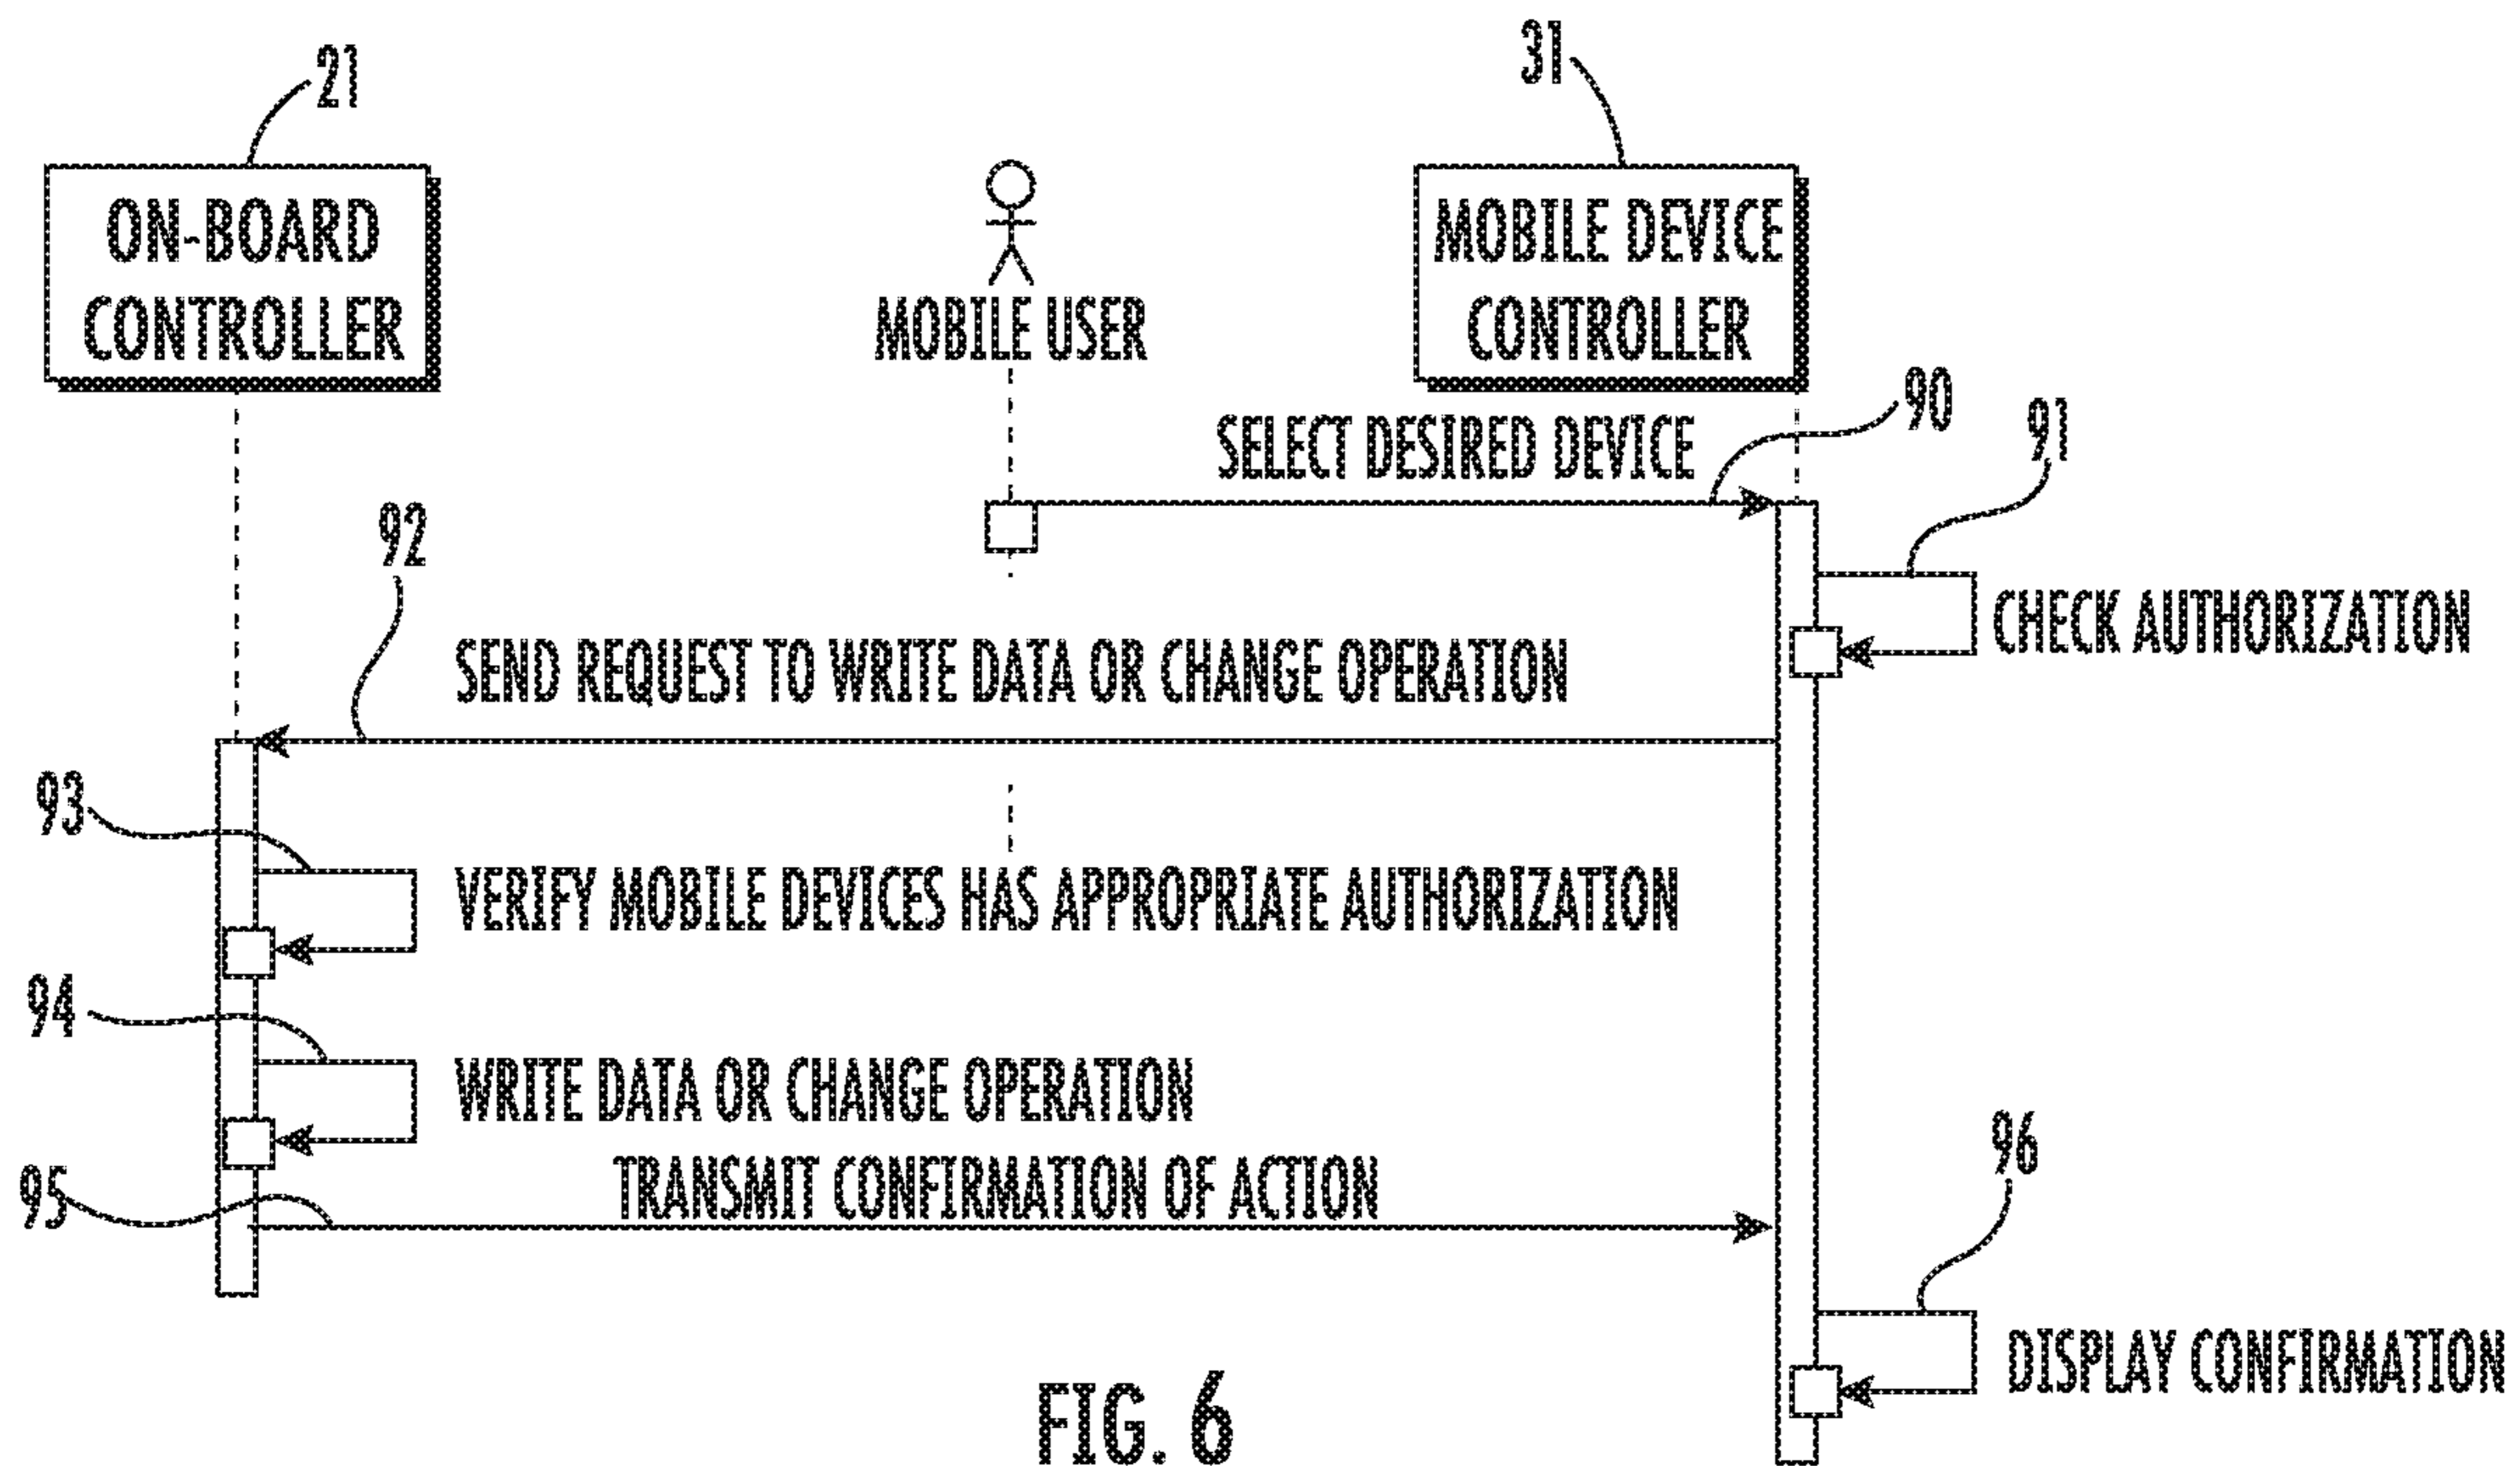 21
31
ON-BOARD
CONTROLLER
MOBILE USER
MOBILE DEVICE
CONTROLLER
90
SELECT DESIRED DEVICE
91
92
CHECK AUTHORIZATION
SEND REQUEST TO WRITE DATA OR CHANGE OPERATION
93
VERIFY MOBILE DEVICES HAS APPROPRIATE AUTHORIZATION
94
WRITE DATA OR CHANGE OPERATION
95
TRANSMIT CONFIRMATION OF ACTION
96
DISPLAY CONFIRMATION
FIG. 6